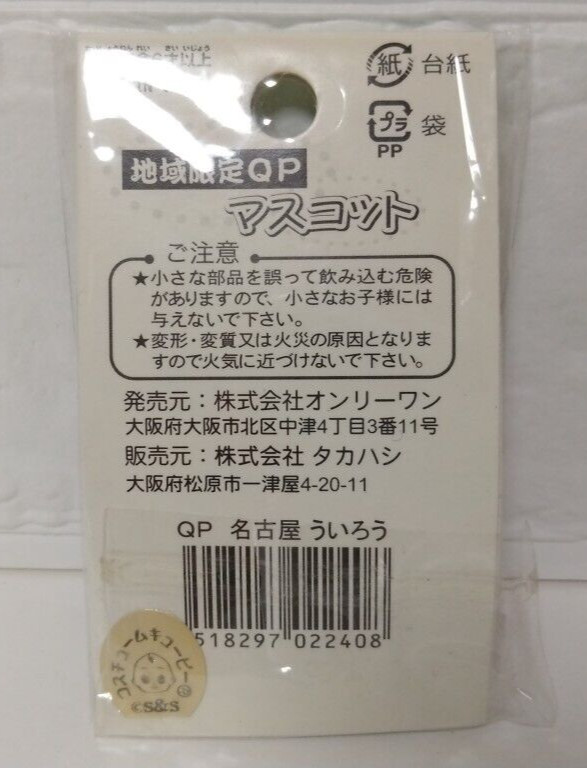 才以上
紙 台紙
プラ 袋
PP
地域限定QP
マスコット
ご注意
★小さな部品を誤って飲み込む危険
がありますので、小さなお子様には
与えないで下さい。
★変形・変質又は火災の原因となりま
すので火気に近づけないで下さい。
発売元：株式会社オンリーワン
大阪府大阪市北区中津4丁目3番11号
販売元：株式会社 タカハシ
大阪府松原市一津屋4-20-11
QP 名古屋 ういろう
518297 022408
コスチュームキューピー
©S&S